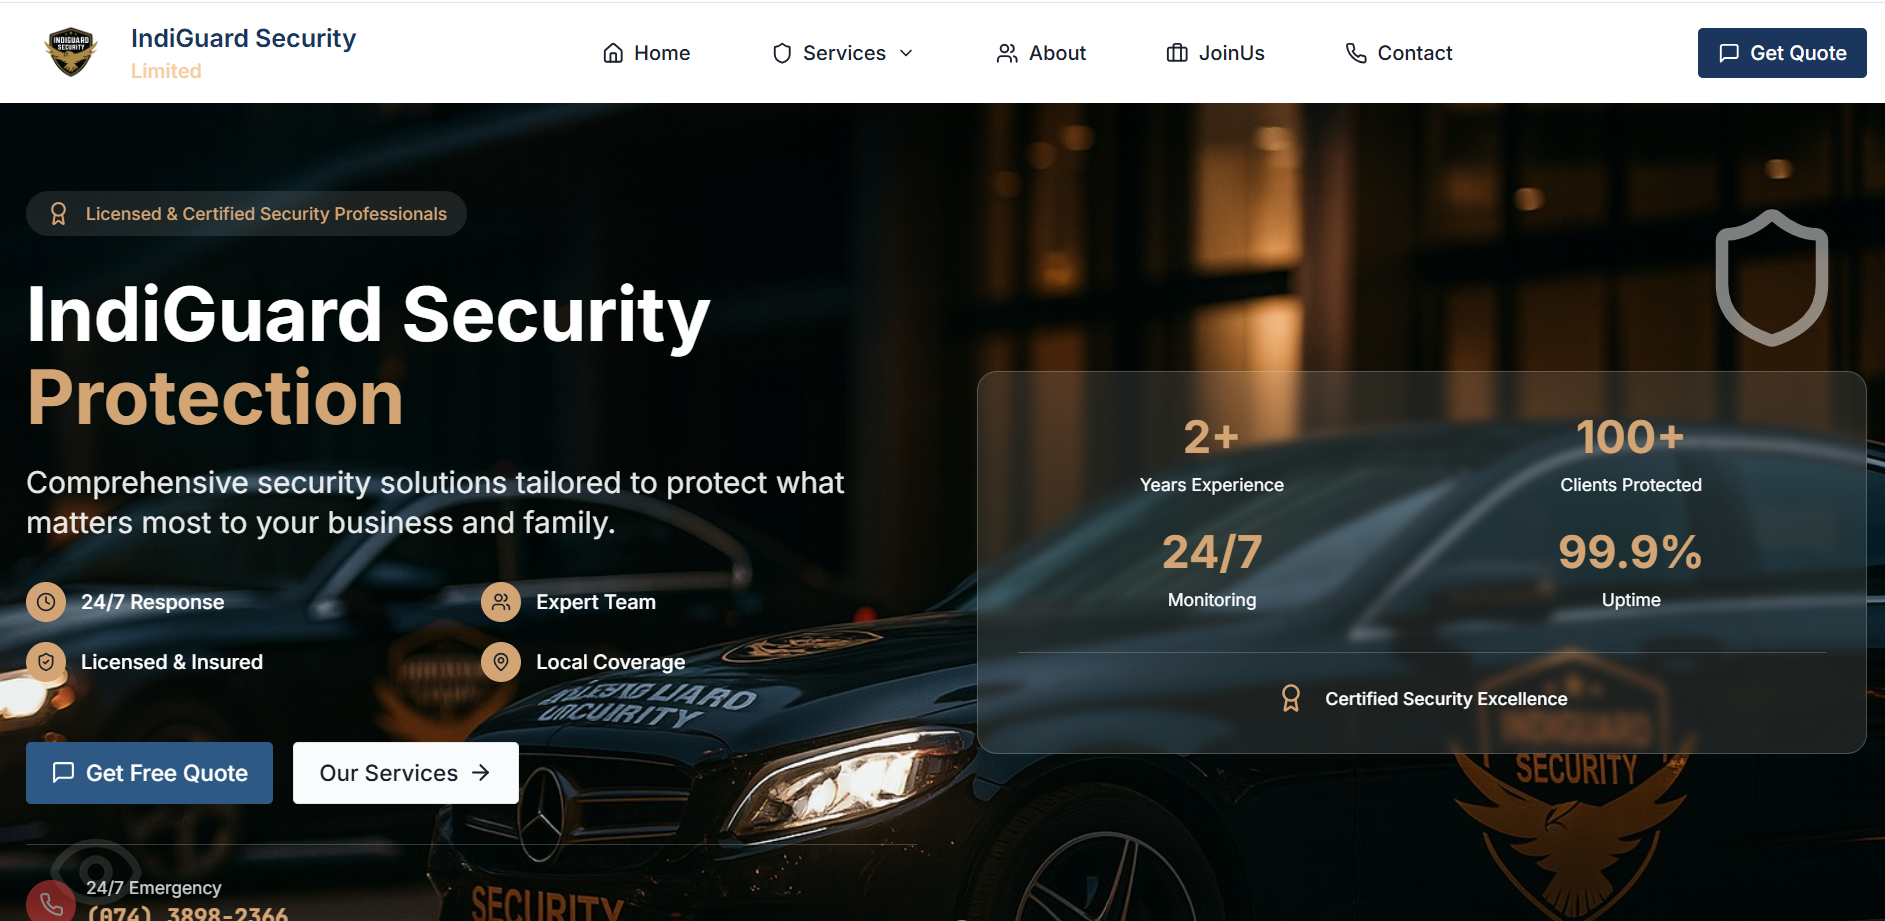 INDIGUARD
SECURITY
IndiGuard Security
Limited
Home
Services
About
JoinUs
Contact
Get Quote
Licensed & Certified Security Professionals
IndiGuard Security
Protection
Comprehensive security solutions tailored to protect what
matters most to your business and family.
24/7 Response
Expert Team
Licensed & Insured
Local Coverage
Get Free Quote
Our Services
24/7 Emergency
(074) 3898-2366
2+
Years Experience
100+
Clients Protected
24/7
Monitoring
99.9%
Uptime
Certified Security Excellence
INDIGUARD
SECURITY
SECURITY